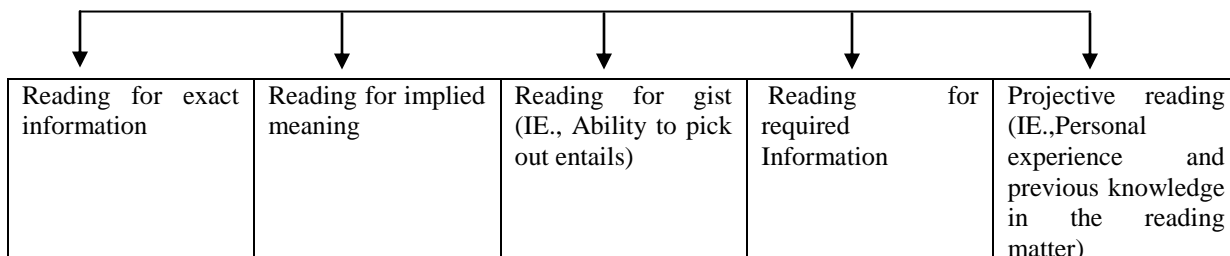 Reading for exact
information
Reading for implied
meaning
Reading for gist
(IE., Ability to pick
out entails)
Reading for
required
Information
Projective reading
(IE.,Personal
experience and
previous knowledge
in the reading
matter)